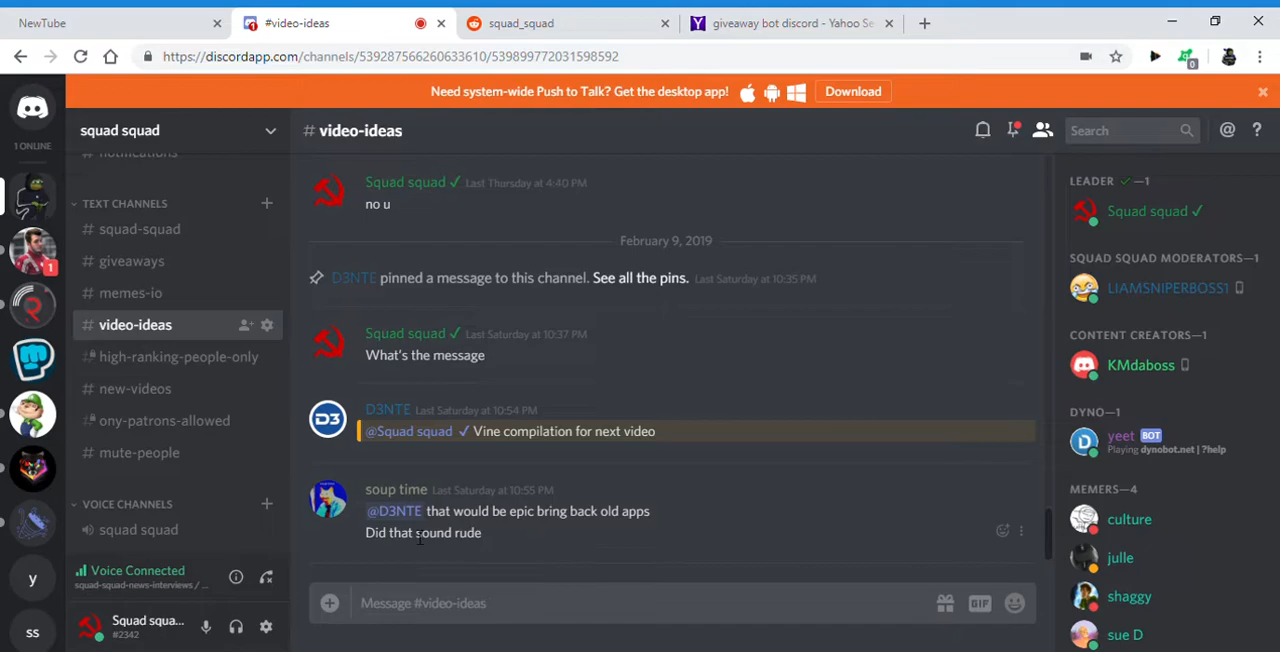 NewTube
#video-ideas
squad_squad
giveaway bot discord - Yahoo Se
https://discordapp.com/channels/539287566260633610/539899772031598592
0
Need system-wide Push to Talk? Get the desktop app!
Download
1 ONLINE
squad squad
# video-ideas
Search
notifications
TEXT CHANNELS
# squad-squad
# giveaways
# memes-io
# video-ideas
# high-ranking-people-only
# new-videos
# ony-patrons-allowed
# mute-people
VOICE CHANNELS
squad squad
Voice Connected
squad-squad-news-interviews / ...
Squad squa...
#2342
1
y
ss
Squad squad ✓ Last Thursday at 4:40 PM
no u
February 9, 2019
D3NTE pinned a message to this channel. See all the pins. Last Saturday at 10:35 PM
Squad squad ✓ Last Saturday at 10:37 PM
What's the message
D3
D3NTE Last Saturday at 10:54 PM
@Squad squad ✓ Vine compilation for next video
soup time Last Saturday at 10:55 PM
@D3NTE that would be epic bring back old apps
Did that sound rude
Message #video-ideas
GIF
LEADER ✓—1
Squad squad ✓
SQUAD SQUAD MODERATORS—1
LIAMSNIPERBOSS1
CONTENT CREATORS—1
KMdaboss
DYNO—1
yeet BOT
Playing dynobot.net | ?help
MEMERS—4
culture
julle
shaggy
sue D